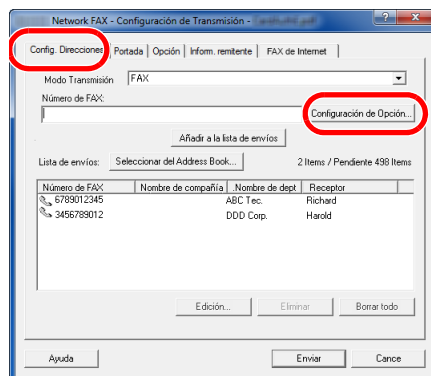 Network FAX - Configuración de Transmisión -
Config. Direcciones Portada Opción Inform. remitente FAX de Internet
Modo Transmisión FAX
Número de FAX:
Configuración de Opción...
Añadir a la lista de envíos
Lista de envíos: Seleccionar del Address Book... 2 Items / Pendiente 498 Items
Número de FAX Nombre de compañía .Nombre de dept Receptor
6789012345 ABC Tec. Richard
3456789012 DDD Corp. Harold
Edición... Eliminar Borrar todo
Ayuda Enviar Cance